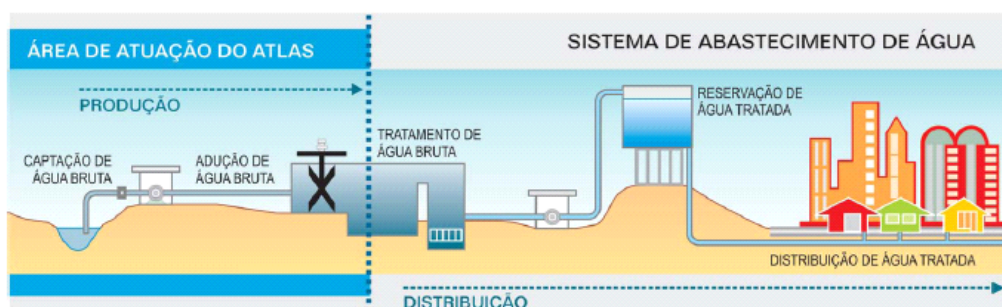 ÁREA DE ATUAÇÃO DO ATLAS
SISTEMA DE ABASTECIMENTO DE ÁGUA
PRODUÇÃO
RESERVAÇÃO DE
ÁGUA TRATADA
TRATAMENTO DE
ÁGUA BRUTA
CAPTAÇÃO DE
ÁGUA BRUTA
ADUÇÃO DE
ÁGUA BRUTA
DISTRIBUIÇÃO DE ÁGUA TRATADA
DISTRIBUIÇÃO